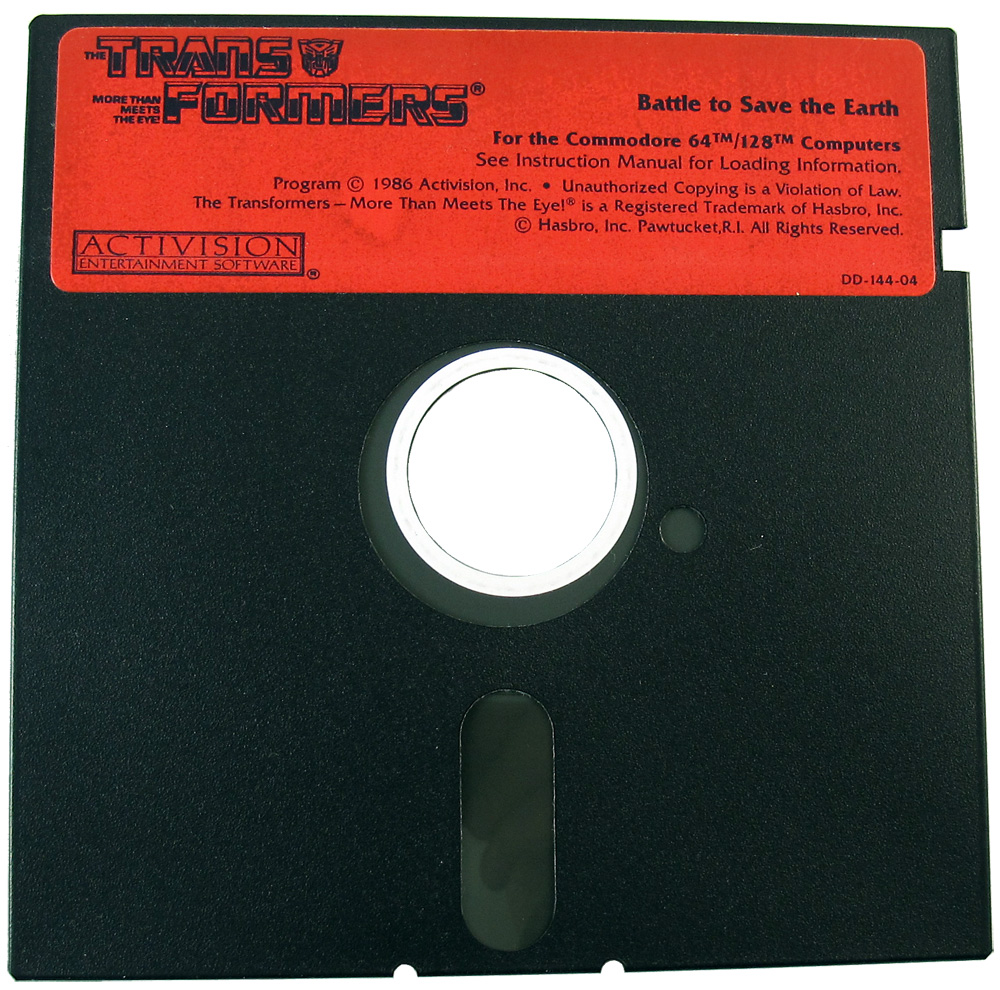 THE TRANS
FORMERS®
MORE THAN
MEETS
THE EYE!
Battle to Save the Earth
For the Commodore 64™/128™ Computers
See Instruction Manual for Loading Information.
Program © 1986 Activision, Inc. • Unauthorized Copying is a Violation of Law.
The Transformers — More Than Meets The Eye!® is a Registered Trademark of Hasbro, Inc.
© Hasbro, Inc. Pawtucket,R.I. All Rights Reserved.
ACTIVISION
ENTERTAINMENT SOFTWARE®
DD-144-04